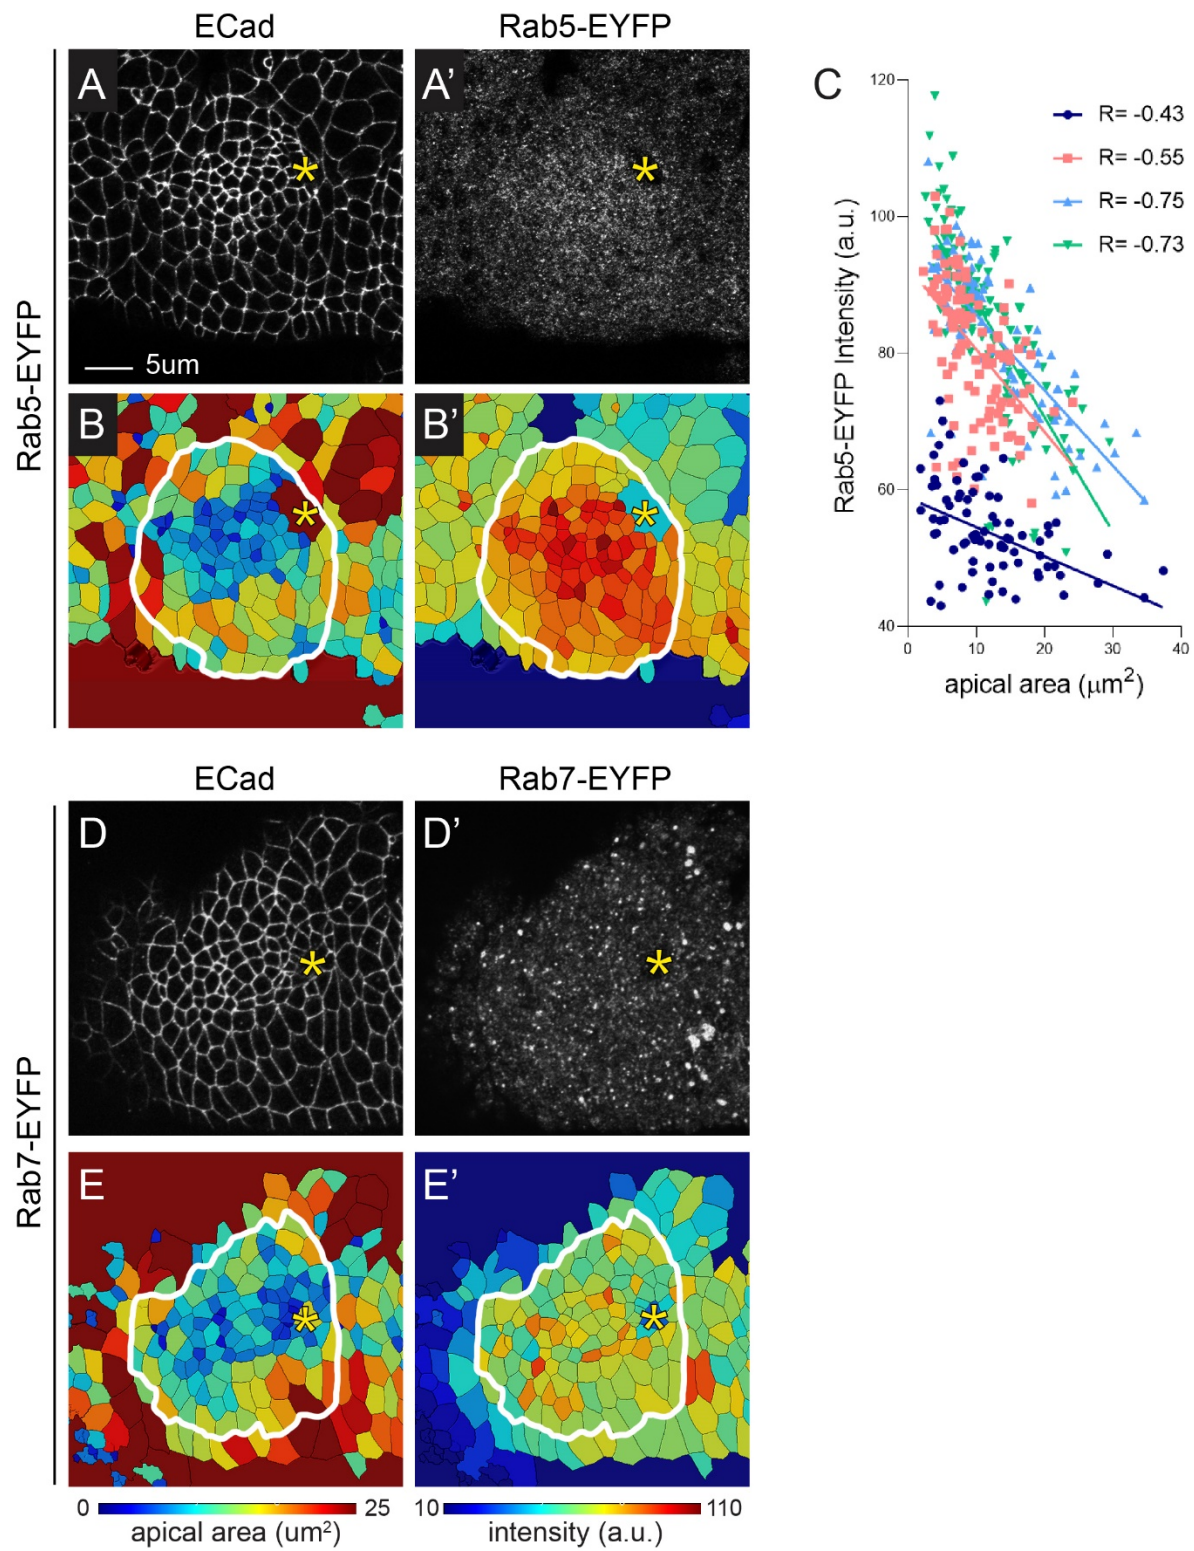 ECad
Rab5-EYFP
Rab5-EYFP
A
A'
*
*
5um
B
B'
*
*
C
120
100
80
60
40
0
10
20
30
40
Rab5-EYFP Intensity (a.u.)
apical area (μm²)
R= -0.43
R= -0.55
R= -0.75
R= -0.73
ECad
Rab7-EYFP
Rab7-EYFP
D
D'
*
*
E
E'
*
*
0
25
apical area (um²)
10
110
intensity (a.u.)